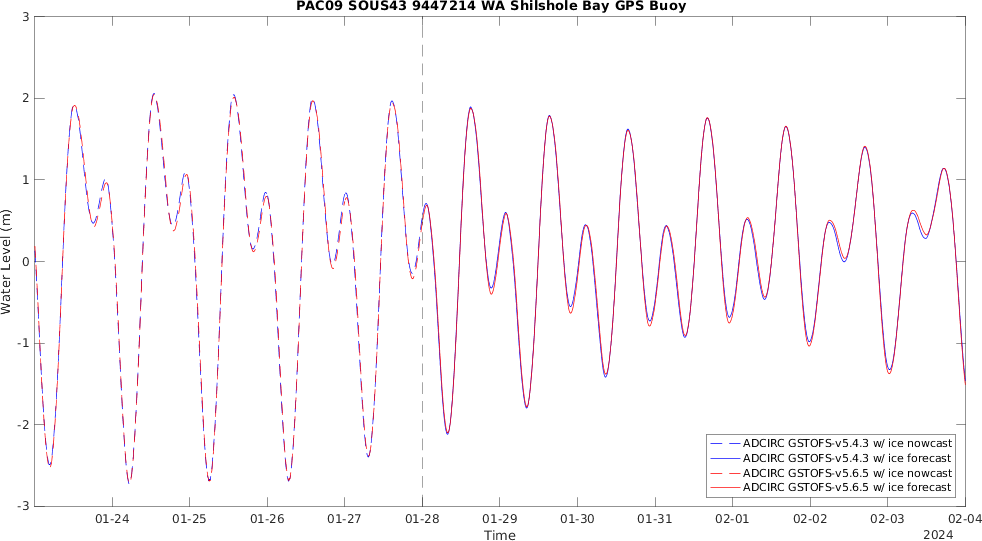 PAC09 SOUS43 9447214 WA Shilshole Bay GPS Buoy
3
2
1
0
-1
-2
-3
Water Level (m)
ADCIRC GSTOFS-v5.4.3 w/ ice nowcast
ADCIRC GSTOFS-v5.4.3 w/ ice forecast
ADCIRC GSTOFS-v5.6.5 w/ ice nowcast
ADCIRC GSTOFS-v5.6.5 w/ ice forecast
01-24 01-25 01-26 01-27 01-28 01-29 01-30 01-31 02-01 02-02 02-03 02-04
Time
2024